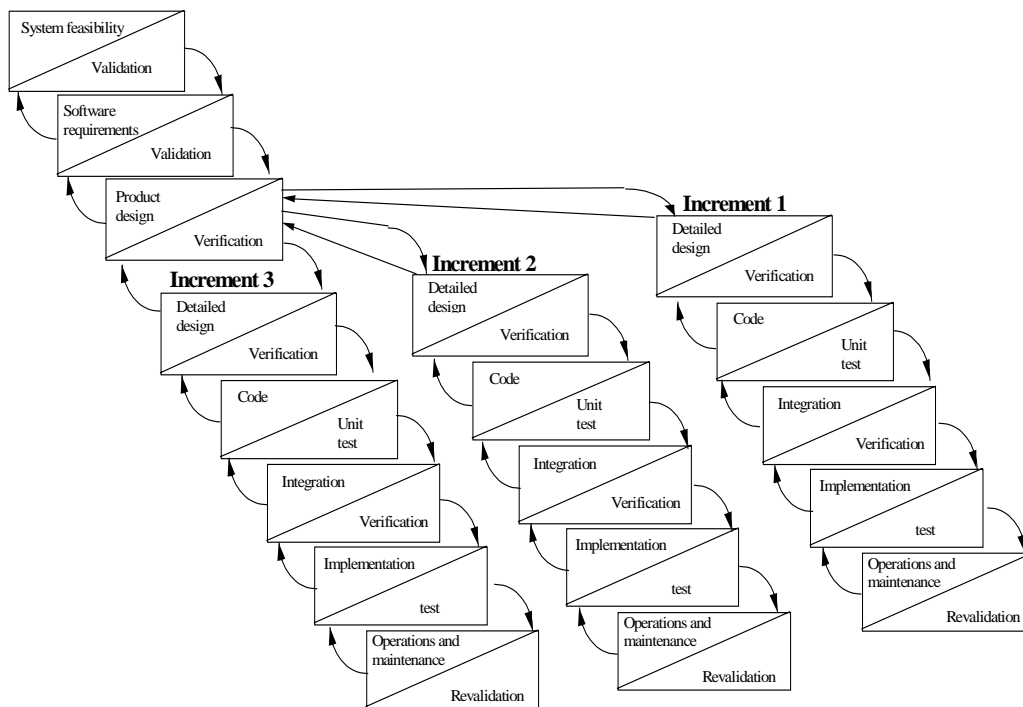 System feasibility
Validation
Software
requirements
Validation
Product
design
Verification
Increment 1
Detailed
design
Verification
Code
Unit
test
Integration
Verification
Implementation
test
Operations and
maintenance
Revalidation
Increment 2
Detailed
design
Verification
Code
Unit
test
Integration
Verification
Implementation
test
Operations and
maintenance
Revalidation
Increment 3
Detailed
design
Verification
Code
Unit
test
Integration
Verification
Implementation
test
Operations and
maintenance
Revalidation